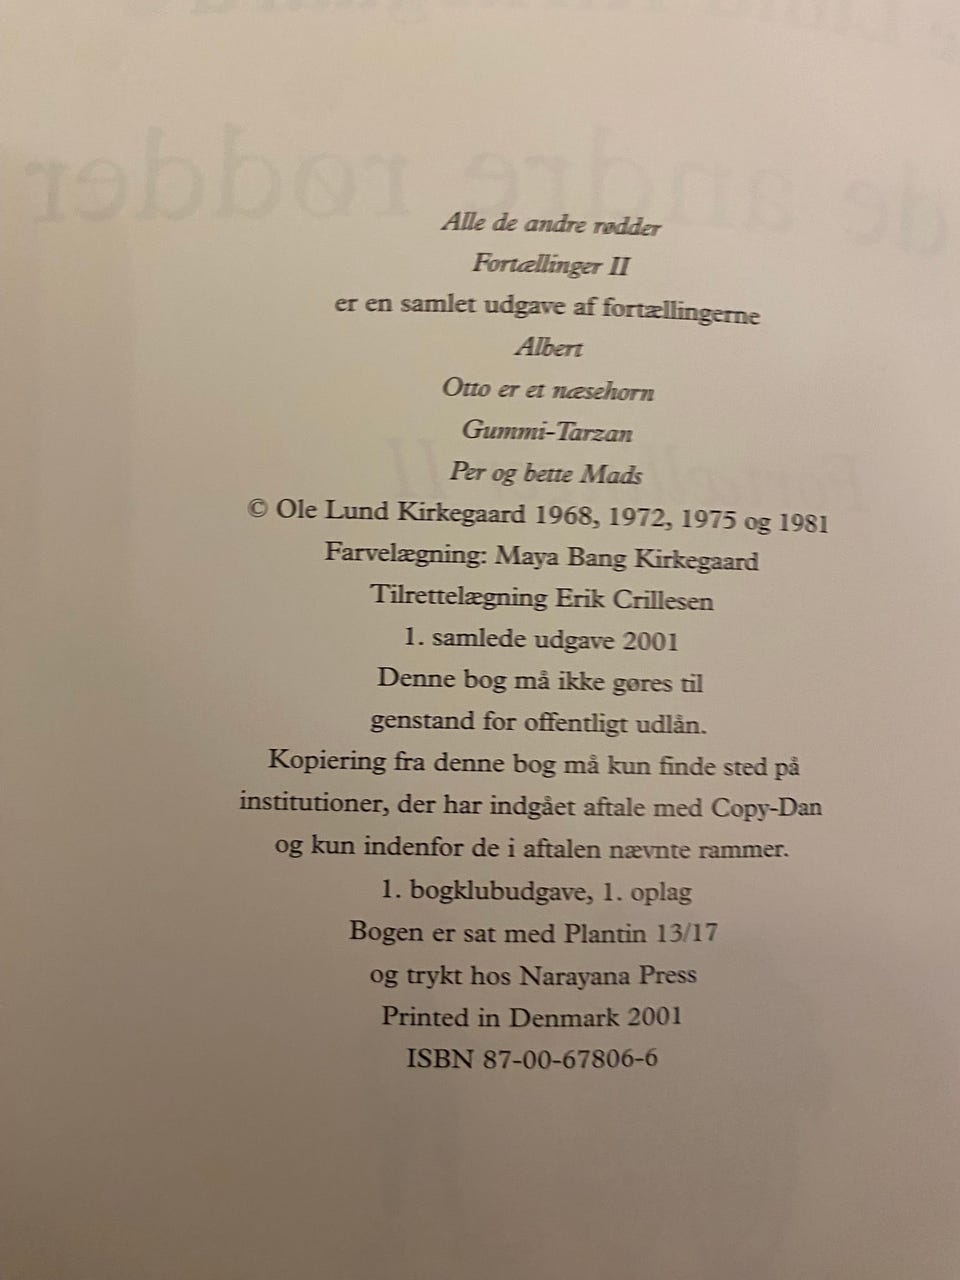 Alle de andre rødder
Fortællinger II
er en samlet udgave af fortællingerne
Albert
Otto er et næsehorn
Gummi-Tarzan
Per og bette Mads
© Ole Lund Kirkegaard 1968, 1972, 1975 og 1981
Farvelægning: Maya Bang Kirkegaard
Tilrettelægning Erik Crillesen
1. samlede udgave 2001
Denne bog må ikke gøres til
genstand for offentligt udlån.
Kopiering fra denne bog må kun finde sted på
institutioner, der har indgået aftale med Copy-Dan
og kun indenfor de i aftalen nævnte rammer.
1. bogklubudgave, 1. oplag
Bogen er sat med Plantin 13/17
og trykt hos Narayana Press
Printed in Denmark 2001
ISBN 87-00-67806-6